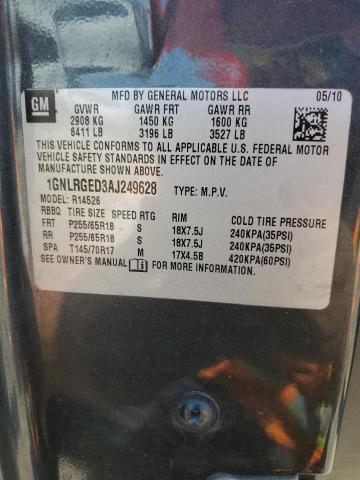 GM
MFD BY GENERAL MOTORS LLC 05/10
GVWR GAWR FRT GAWR RR
2908 KG 1450 KG 1600 KG
6411 LB 3196 LB 3527 LB
THIS VEHICLE CONFORMS TO ALL APPLICABLE U.S. FEDERAL MOTOR
VEHICLE SAFETY STANDARDS IN EFFECT ON THE DATE OF
MANUFACTURE SHOWN ABOVE.
1GNLRGED3AJ249628 TYPE: M.P.V.
MODEL: R14526
RBBQ TIRE SIZE SPEED RTG RIM COLD TIRE PRESSURE
FRT P255/65R18 S 18X7.5J 240KPA(35PSI)
RR P255/65R18 S 18X7.5J 240KPA(35PSI)
SPA T145/70R17 M 17X4.5B 420KPA(60PSI)
SEE OWNER'S MANUAL FOR MORE INFORMATION.